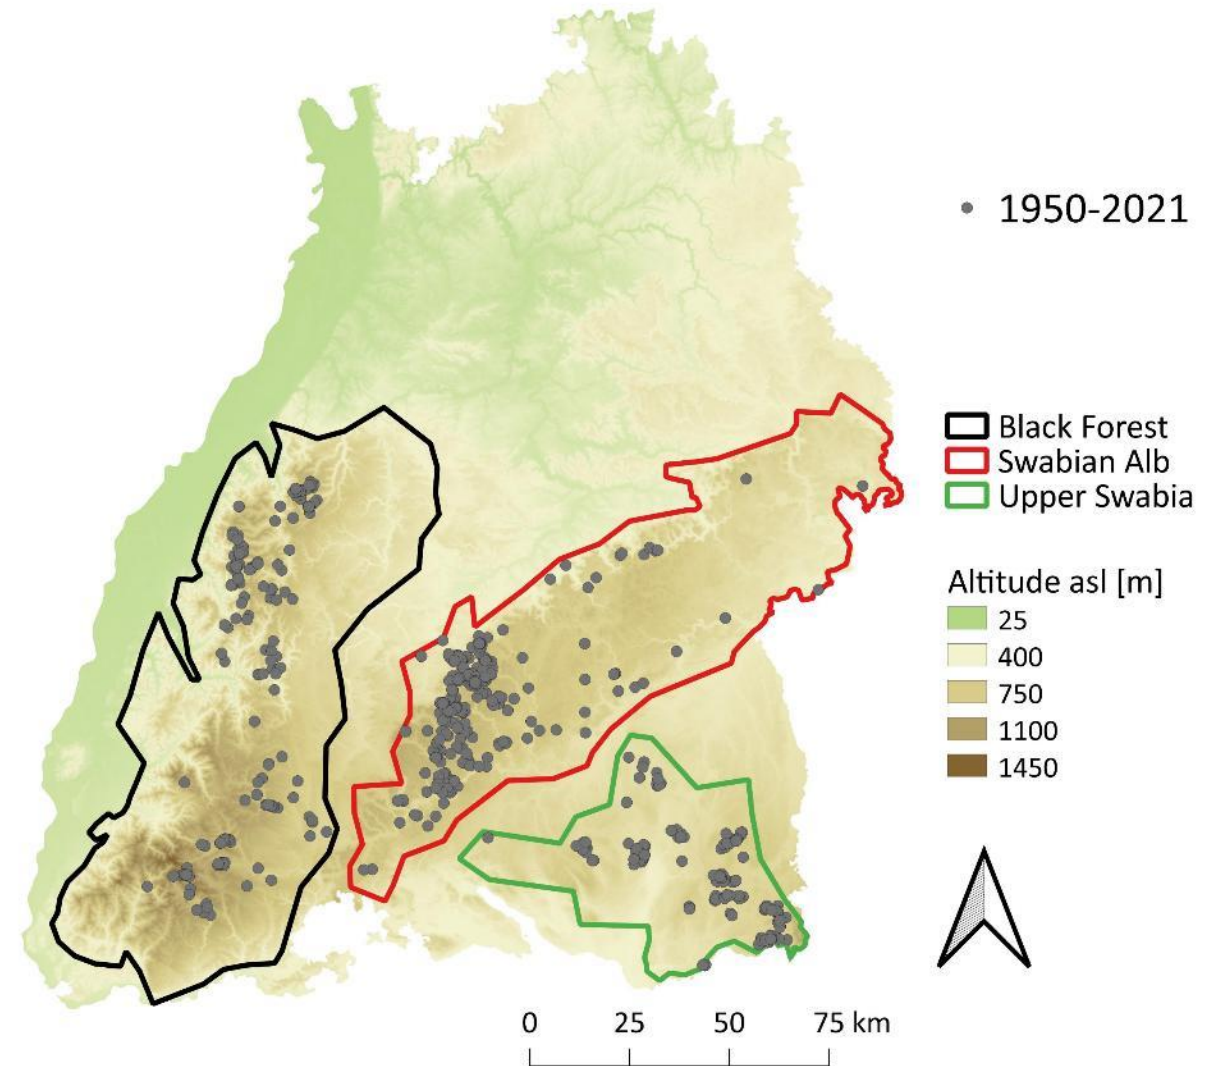 1950-2021
Black Forest
Swabian Alb
Upper Swabia
Altitude asl [m]
25
400
750
1100
1450
0 25 50 75 km